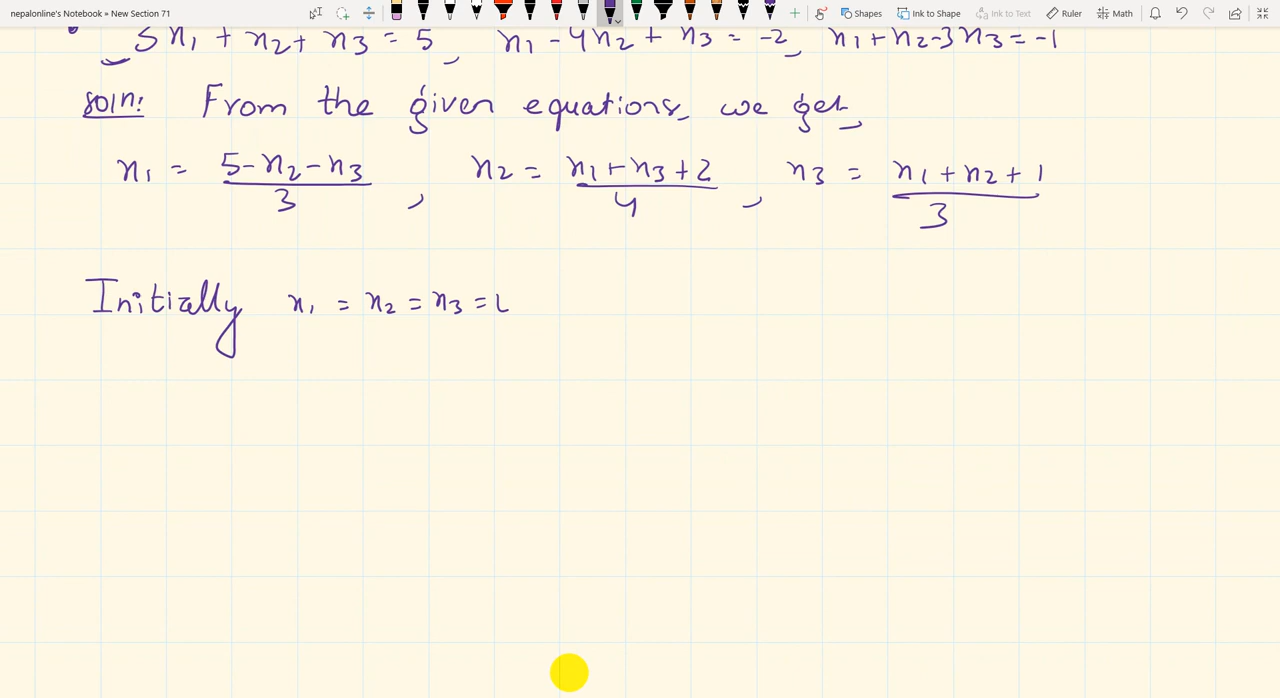 nepalonline's Notebook » New Section 71 Shapes Ink to Shape Ink to Text Ruler Math
3x₁ + x₂ + x₃ = 5, x₁ - 4x₂ + x₃ = -2, x₁ + x₂ - 3x₃ = -1
soln: From the given equations, we get,
x₁ = (5 - x₂ - x₃)/3, x₂ = (x₁ + x₃ + 2)/4, x₃ = (x₁ + x₂ + 1)/3
Initially x₁ = x₂ = x₃ =